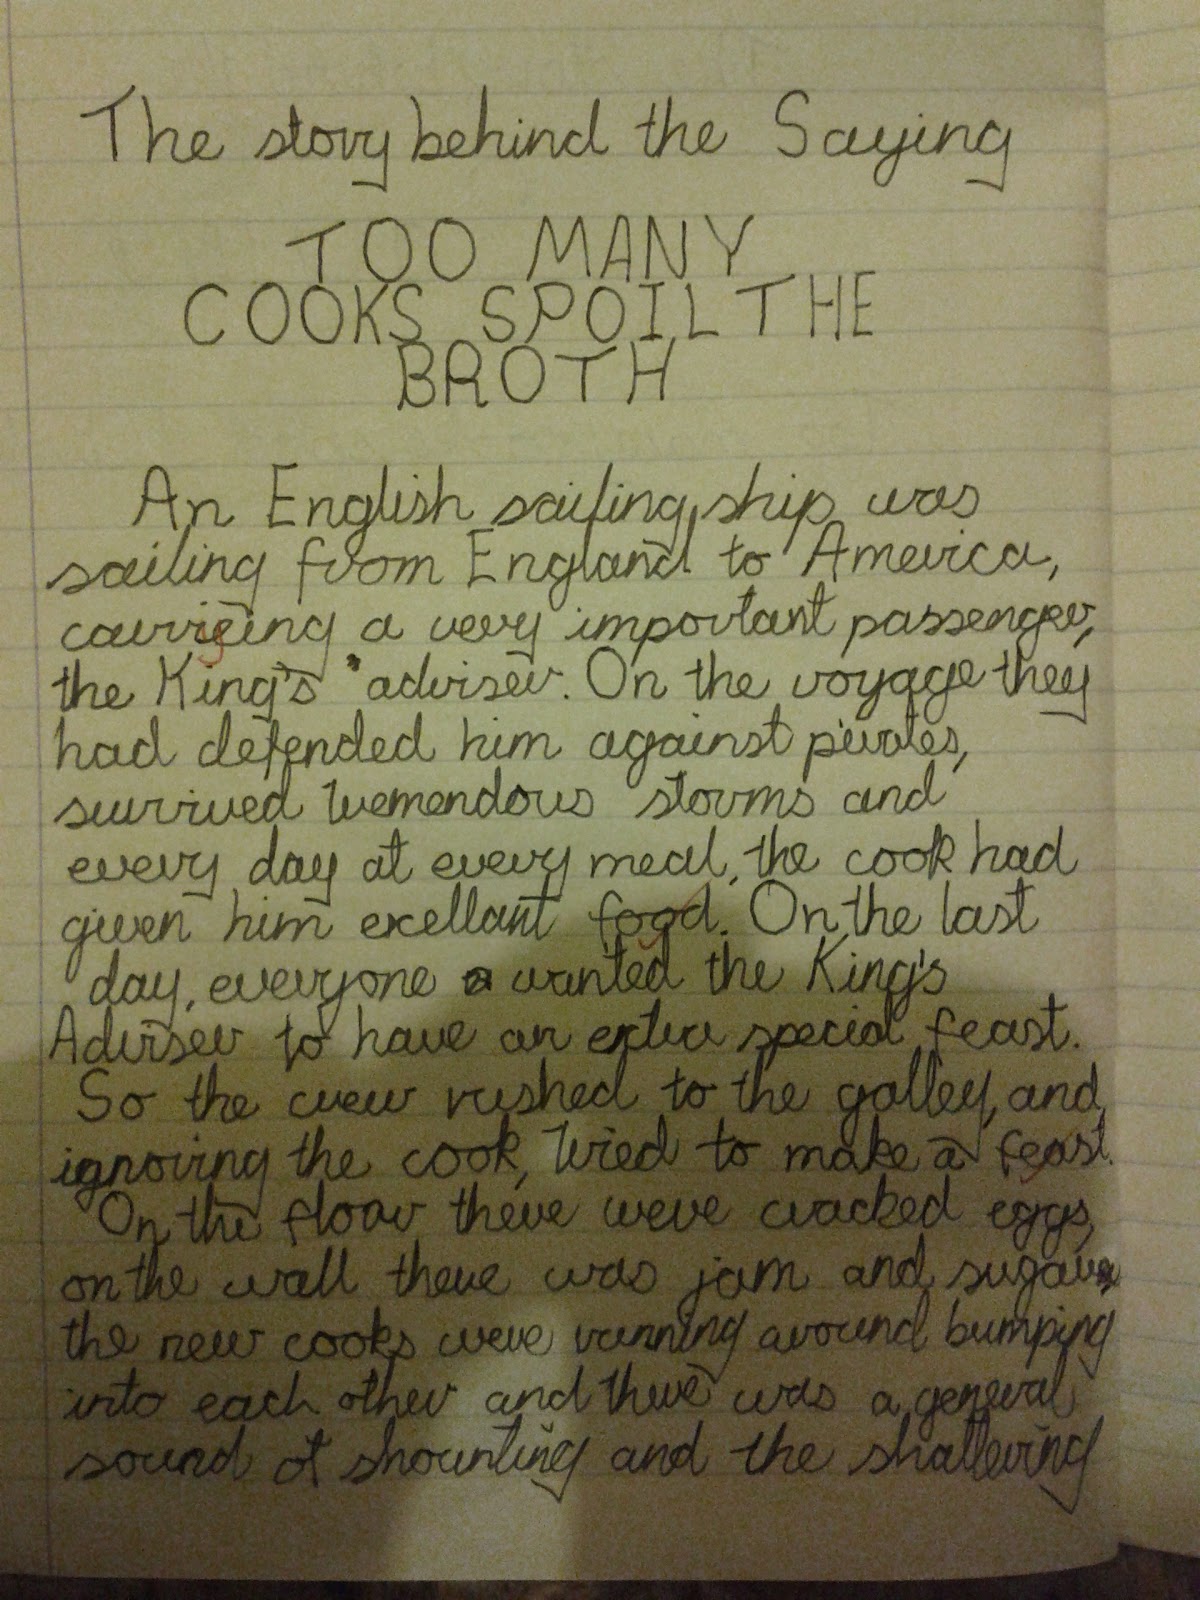 The story behind the Saying
TOO MANY
COOKS SPOIL THE
BROTH
An English sailing ship was
sailing from England to America,
a very important passenger,
the King's adviser. On the voyage they
had defended him against pirates,
survived tremendous storms and
every day at every meal, the cook had
given him excellant food. On the last
day, everyone wanted the King's
Adviser to have an extra special feast.
So the crew rushed to the galley, and,
ignoring the cook, tried to make a feast.
On the floor there were cracked eggs,
on the wall there was jam and sugar
the new cooks were running around bumping
into each other and there was a general
sound of shounting and the shattering